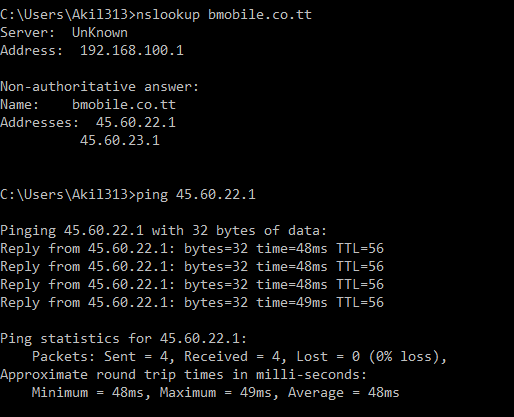 C:\Users\Akil313>nslookup bmobile.co.tt
Server:  UnKnown
Address:  192.168.100.1

Non-authoritative answer:
Name:    bmobile.co.tt
Addresses:  45.60.22.1
          45.60.23.1


C:\Users\Akil313>ping 45.60.22.1

Pinging 45.60.22.1 with 32 bytes of data:
Reply from 45.60.22.1: bytes=32 time=48ms TTL=56
Reply from 45.60.22.1: bytes=32 time=48ms TTL=56
Reply from 45.60.22.1: bytes=32 time=48ms TTL=56
Reply from 45.60.22.1: bytes=32 time=49ms TTL=56

Ping statistics for 45.60.22.1:
    Packets: Sent = 4, Received = 4, Lost = 0 (0% loss),
Approximate round trip times in milli-seconds:
    Minimum = 48ms, Maximum = 49ms, Average = 48ms